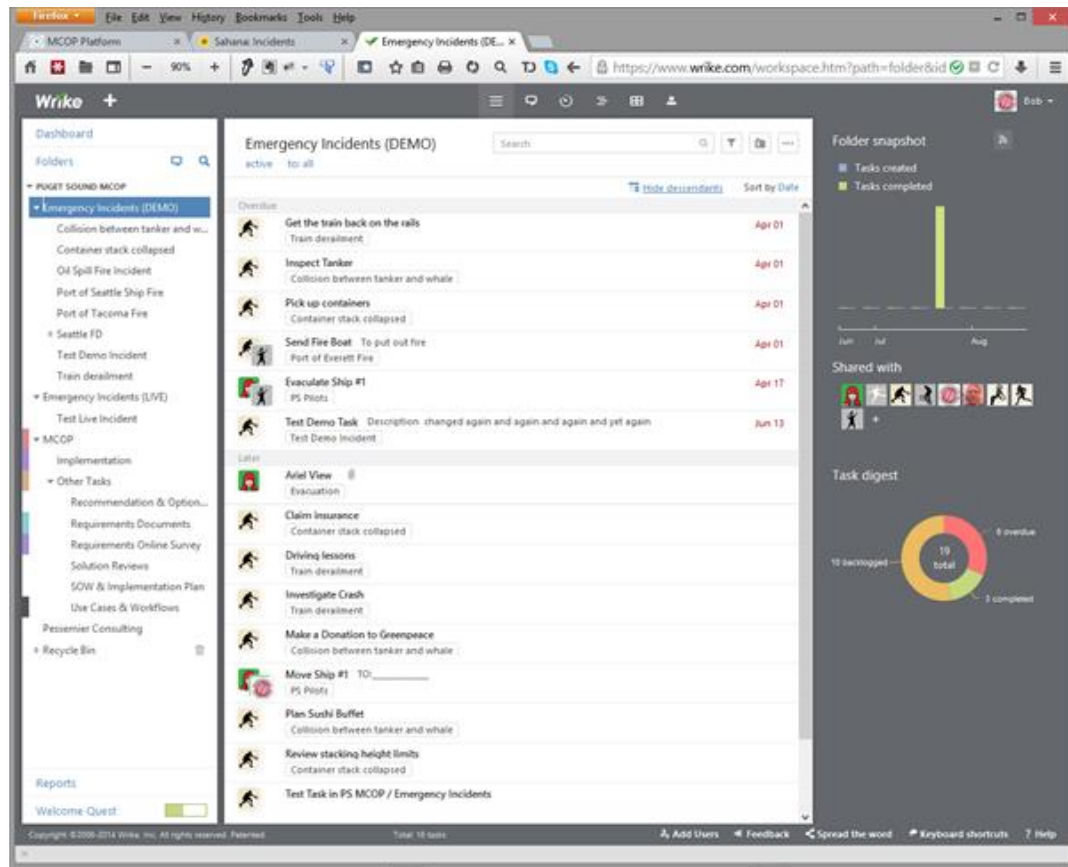 Firefox
File Edit View History Bookmarks Tools Help
MCOP Platform × Sahana: Incidents × Emergency Incidents (DE... ×
90% https://www.wrike.com/workspace.htm?path=folder&id
Wrike + Bob
Dashboard
Folders
PUGET SOUND MCOP
Emergency Incidents (DEMO)
Collision between tanker and w...
Container stack collapsed
Oil Spill Fire Incident
Port of Seattle Ship Fire
Port of Tacoma Fire
Seattle FD
Test Demo Incident
Train derailment
Emergency Incidents (LIVE)
Test Live Incident
MCOP
Implementation
Other Tasks
Recommendation & Option...
Requirements Documents
Requirements Online Survey
Solution Reviews
SOW & Implementation Plan
Use Cases & Workflows
Pessemier Consulting
Recycle Bin
Reports
Welcome Quest
Emergency Incidents (DEMO) Search
active to: all
Hide descendants Sort by Date
Overdue
Get the train back on the rails Apr 01
Train derailment
Inspect Tanker Apr 01
Collision between tanker and whale
Pick up containers Apr 01
Container stack collapsed
Send Fire Boat To put out fire Apr 01
Port of Everett Fire
Evaculate Ship #1 Apr 17
PS Pilots
Test Demo Task Description changed again and again and again and yet again Jun 13
Test Demo Incident
Later
Ariel View
Evacuation
Claim insurance
Container stack collapsed
Driving lessons
Train derailment
Investigate Crash
Train derailment
Make a Donation to Greenpeace
Collision between tanker and whale
Move Ship #1 TO:__________
PS Pilots
Plan Sushi Buffet
Collision between tanker and whale
Review stacking height limits
Container stack collapsed
Test Task in PS MCOP / Emergency Incidents
Folder snapshot
Tasks created
Tasks completed
Jun Jul Aug
Shared with
+
Task digest
6 overdue
19 total
10 backlogged
3 completed
Copyright ©2006-2014 Wrike, Inc. All rights reserved. Patented. Total 16 tasks Add Users Feedback Spread the word Keyboard shortcuts ? Help